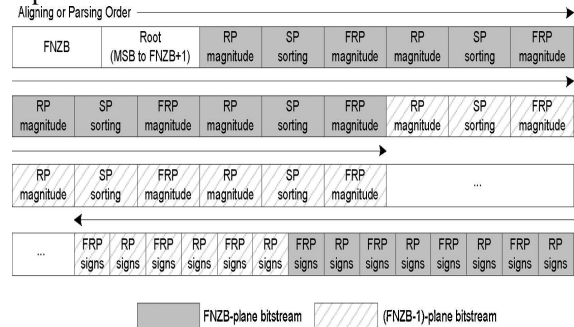 Aligning or Parsing Order
FNZB Root (MSB to FNZB+1) RP magnitude SP sorting FRP magnitude RP magnitude SP sorting FRP magnitude
RP magnitude SP sorting FRP magnitude RP magnitude SP sorting FRP magnitude RP magnitude SP sorting FRP magnitude
RP magnitude SP sorting FRP magnitude RP magnitude SP sorting FRP magnitude ...
... FRP signs RP signs FRP signs RP signs FRP signs RP signs FRP signs RP signs FRP signs RP signs FRP signs RP signs FRP signs RP signs FRP signs RP signs
FNZB-plane bitstream (FNZB-1)-plane bitstream